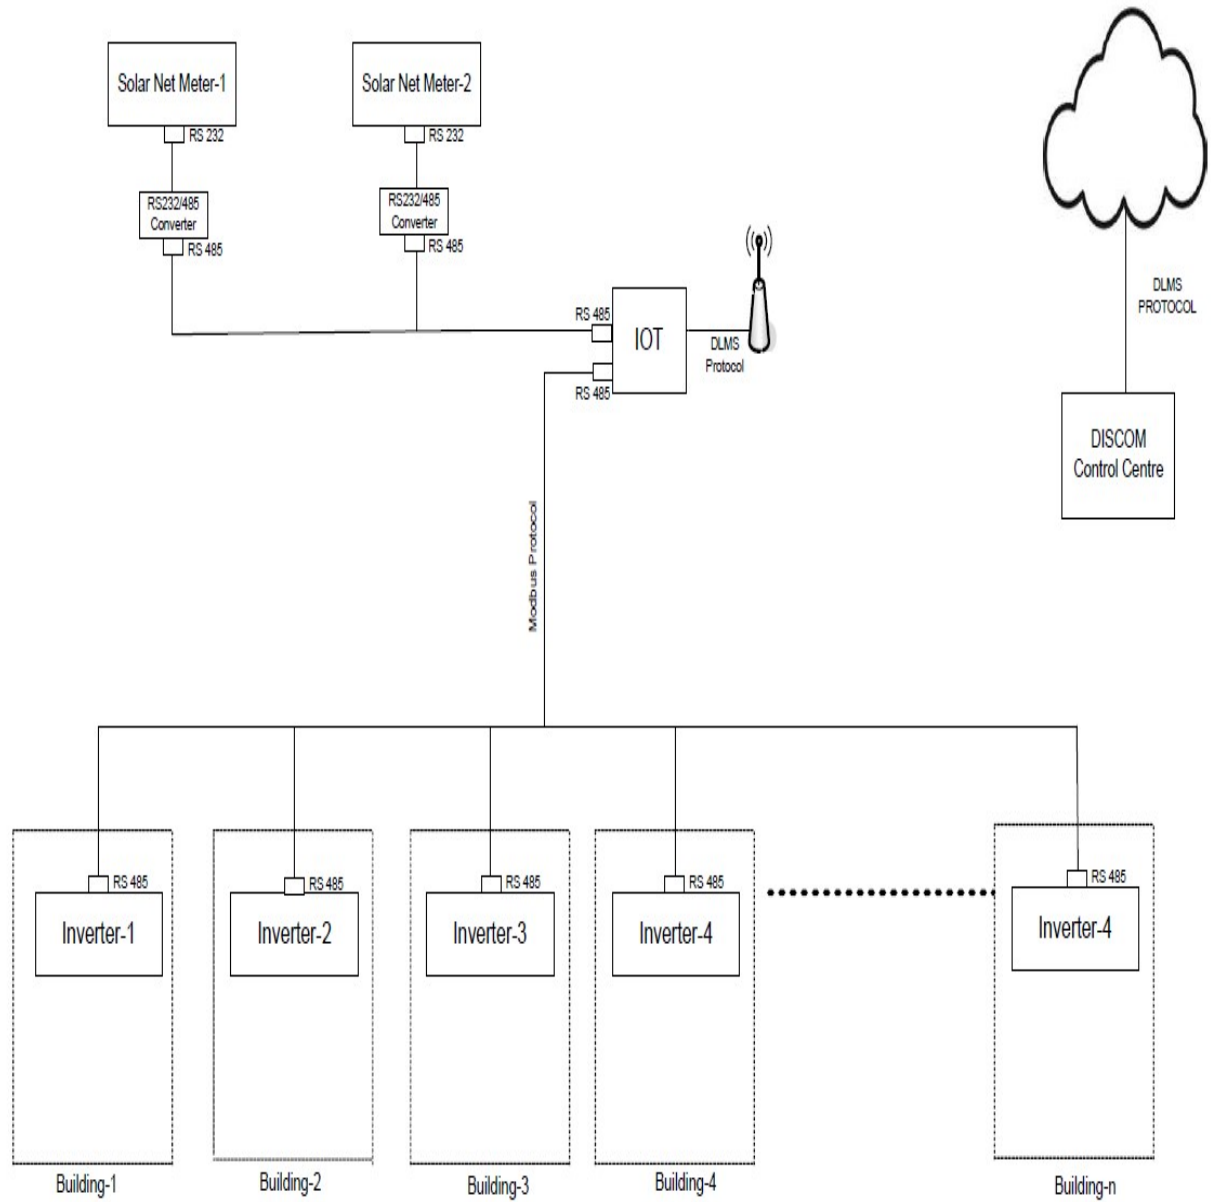 Solar Net Meter-1
Solar Net Meter-2
RS 232
RS 232
RS232/485
Converter
RS232/485
Converter
RS 485
RS 485
DLMS
PROTOCOL
RS 485
IOT
DLMS
Protocol
RS 485
DISCOM
Control Centre
Modbus Protocol
RS 485
RS 485
RS 485
RS 485
RS 485
Inverter-1
Inverter-2
Inverter-3
Inverter-4
Inverter-4
Building-1
Building-2
Building-3
Building-4
Building-n